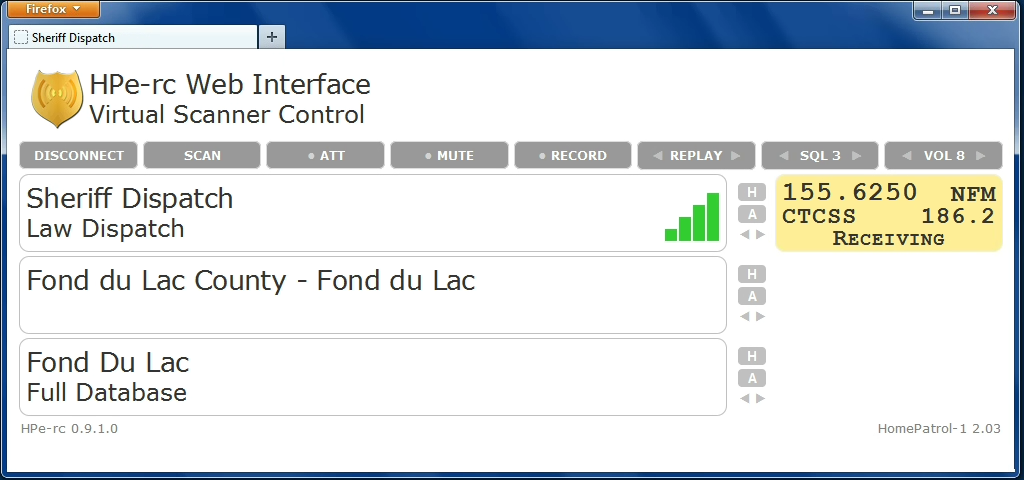 Firefox
Sheriff Dispatch
HPe-rc Web Interface
Virtual Scanner Control
DISCONNECT SCAN ATT MUTE RECORD REPLAY SQL 3 VOL 8
Sheriff Dispatch
Law Dispatch
H
A
155.6250 NFM
CTCSS 186.2
RECEIVING
Fond du Lac County - Fond du Lac
H
A
Fond Du Lac
Full Database
H
A
HPe-rc 0.9.1.0 HomePatrol-1 2.03